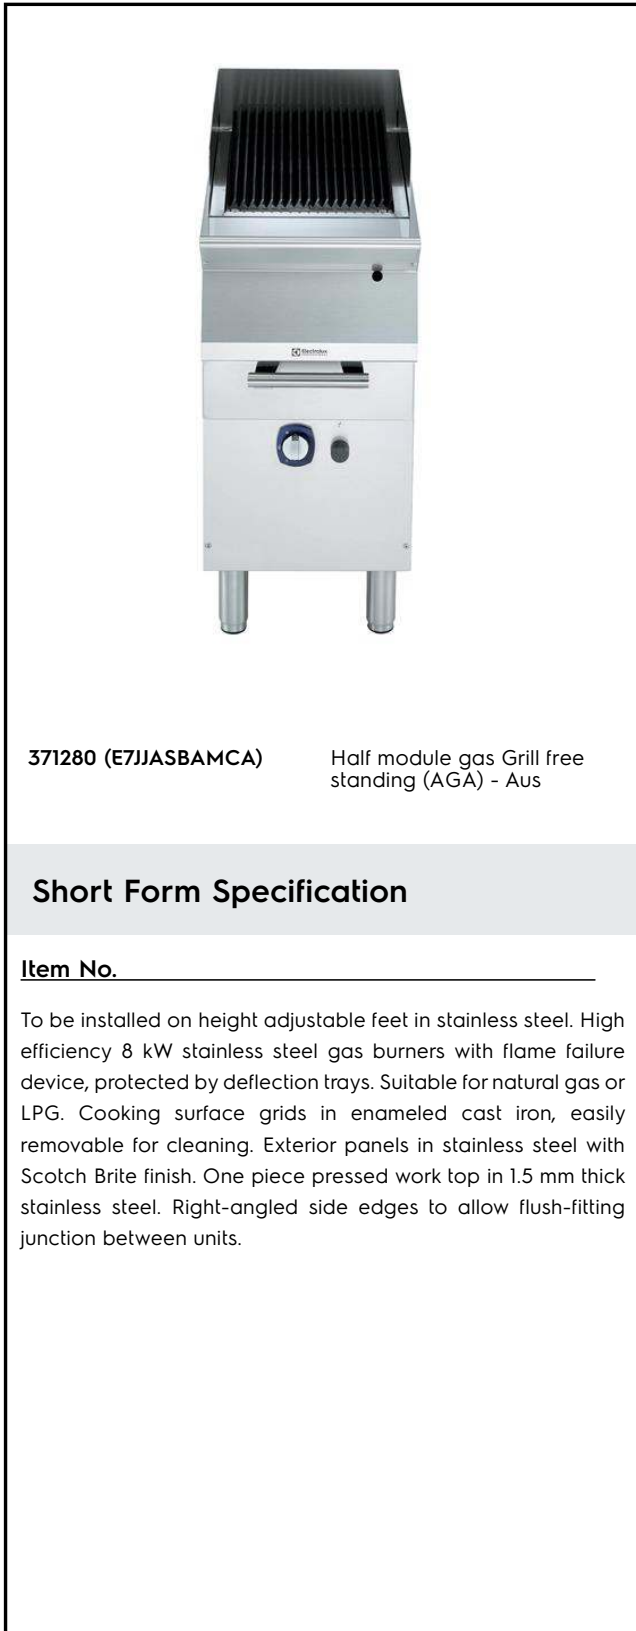 Electrolux
371280 (E7JJASBAMCA)
Half module gas Grill free
standing (AGA) - Aus
Short Form Specification
Item No.
To be installed on height adjustable feet in stainless steel. High
efficiency 8 kW stainless steel gas burners with flame failure
device, protected by deflection trays. Suitable for natural gas or
LPG. Cooking surface grids in enameled cast iron, easily
removable for cleaning. Exterior panels in stainless steel with
Scotch Brite finish. One piece pressed work top in 1.5 mm thick
stainless steel. Right-angled side edges to allow flush-fitting
junction between units.